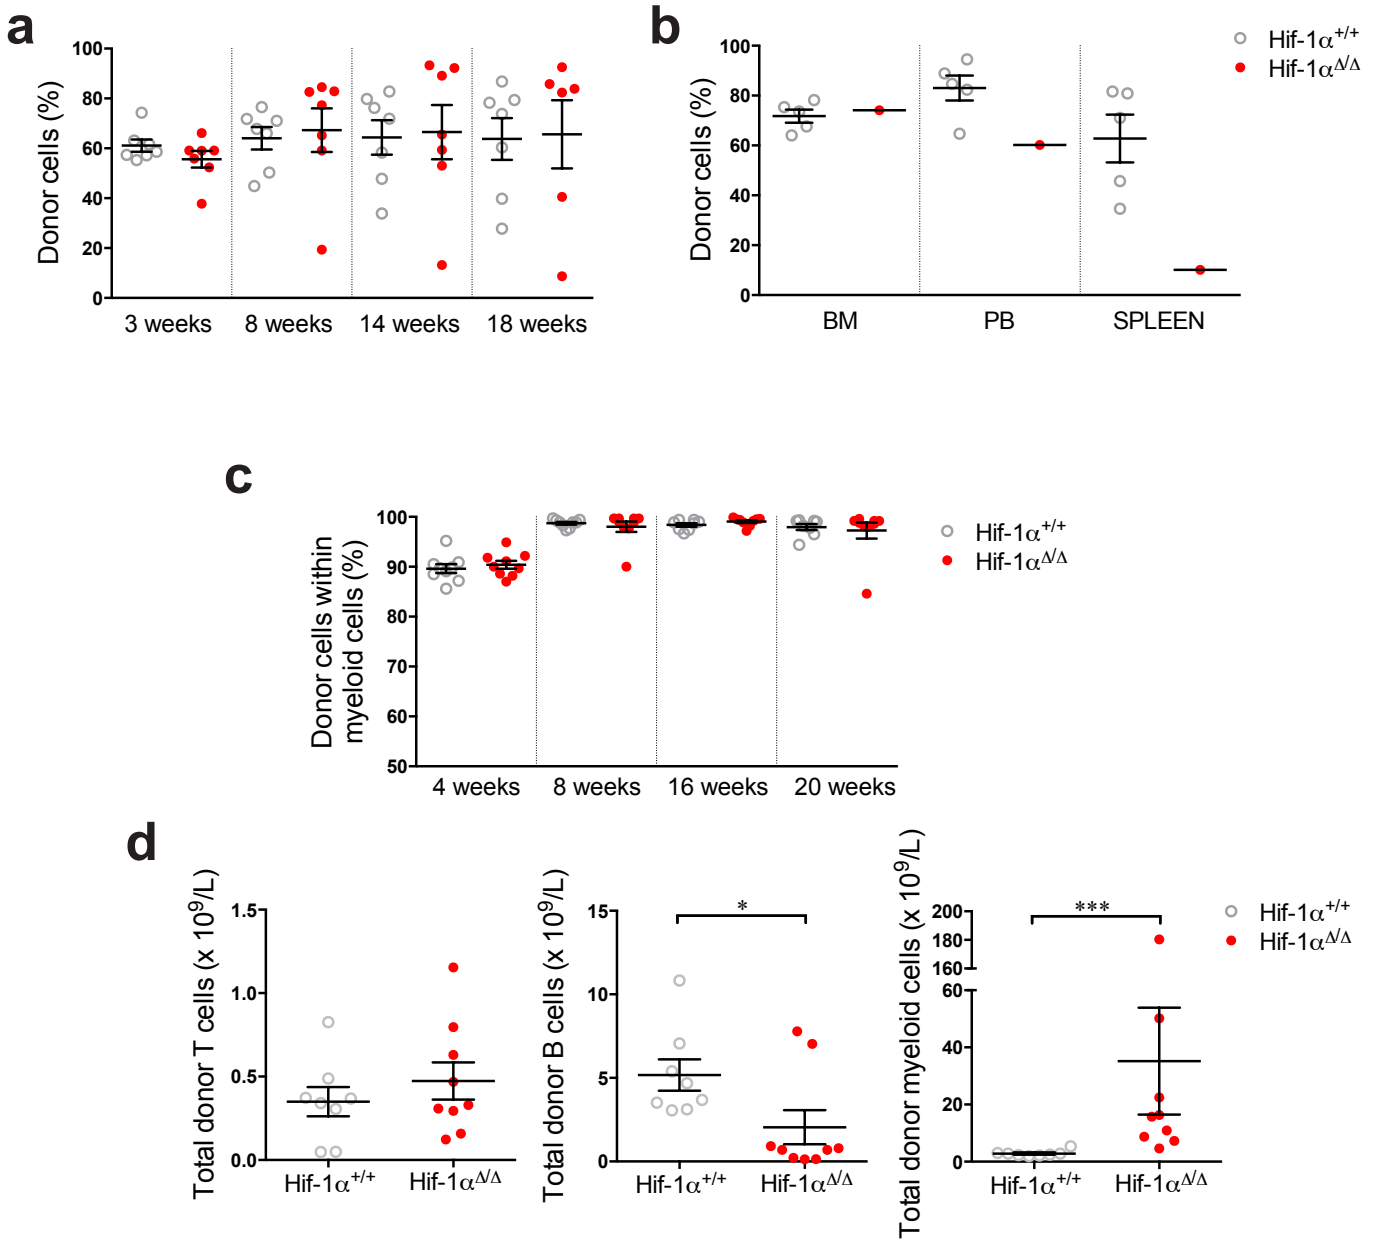 a
Donor cells (%)
100
80
60
40
20
0
3 weeks 8 weeks 14 weeks 18 weeks
b
Donor cells (%)
100
80
60
40
20
0
BM PB SPLEEN
Hif-1α+/+
Hif-1αΔ/Δ
c
Donor cells within
myeloid cells (%)
100
90
80
70
60
50
4 weeks 8 weeks 16 weeks 20 weeks
Hif-1α+/+
Hif-1αΔ/Δ
d
Total donor T cells (x 10⁹/L)
1.5
1.0
0.5
0.0
Hif-1α+/+ Hif-1αΔ/Δ
Total donor B cells (x 10⁹/L)
15
10
5
0
*
Hif-1α+/+ Hif-1αΔ/Δ
Total donor myeloid cells (x 10⁹/L)
200
180
160
60
40
20
0
***
Hif-1α+/+ Hif-1αΔ/Δ
Hif-1α+/+
Hif-1αΔ/Δ